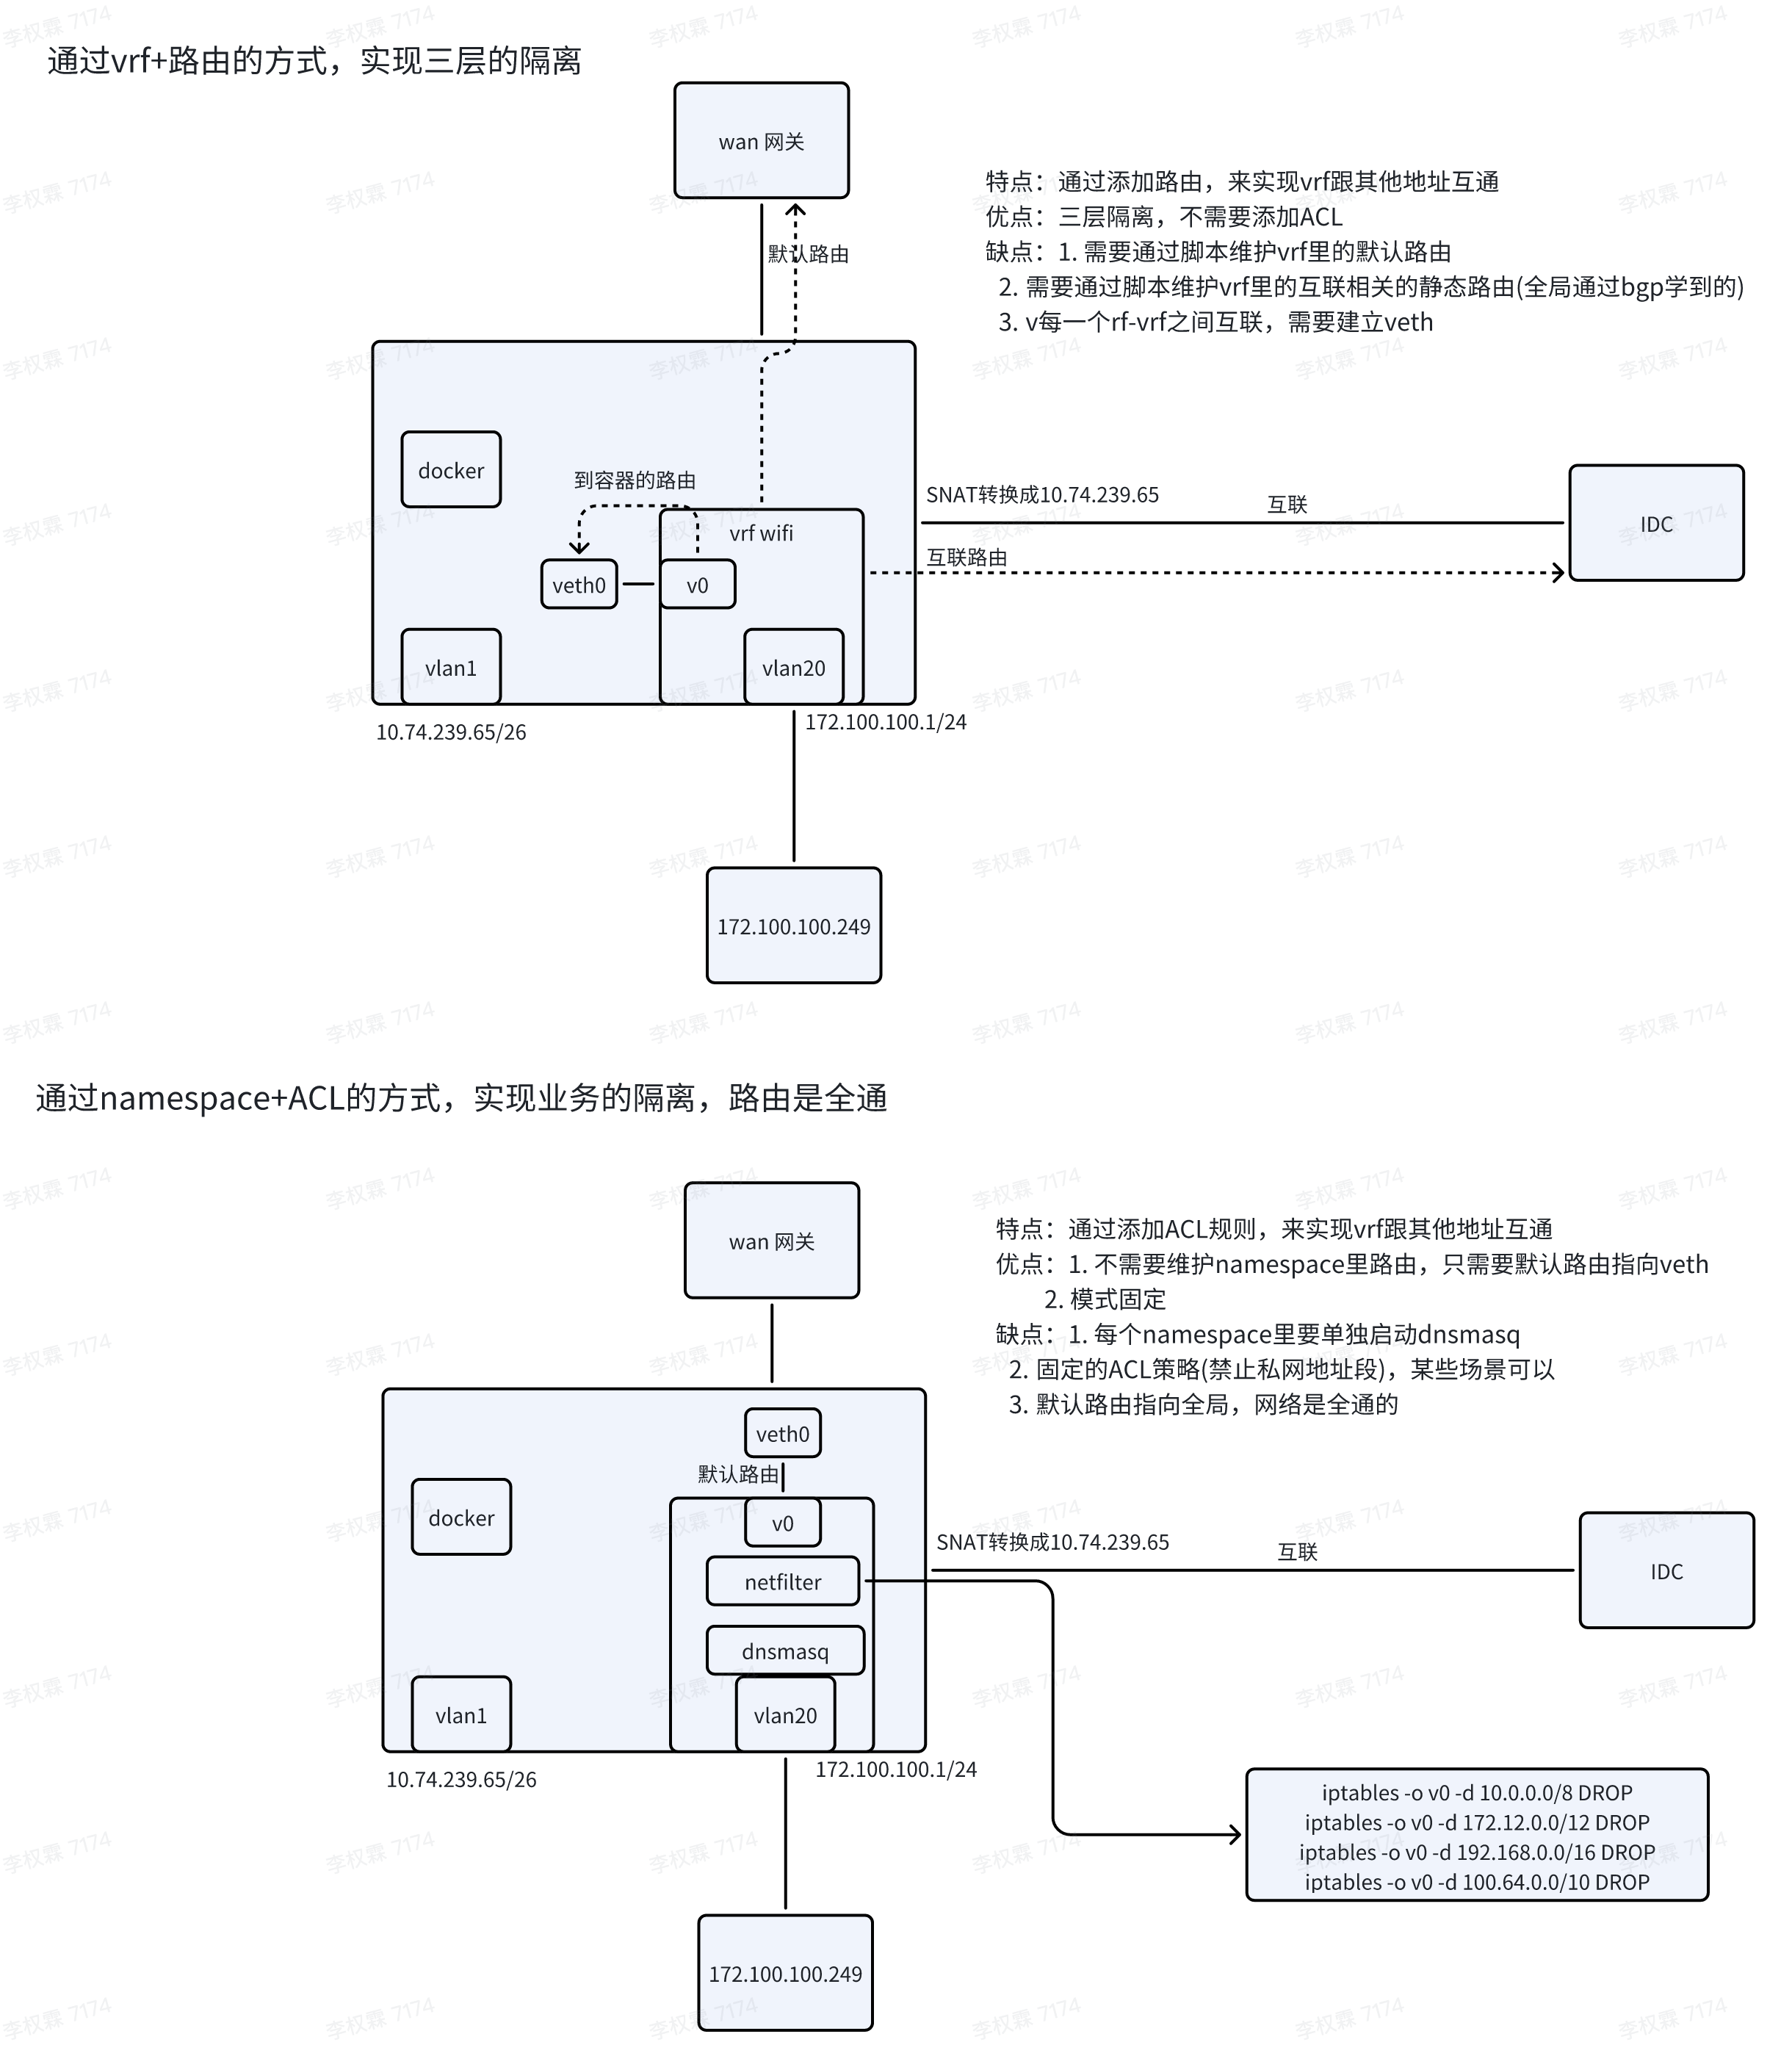 通过vrf+路由的方式，实现三层的隔离
wan 网关
特点：通过添加路由，来实现vrf跟其他地址互通
优点：三层隔离，不需要添加ACL
缺点：1. 需要通过脚本维护vrf里的默认路由
2. 需要通过脚本维护vrf里的互联相关的静态路由(全局通过bgp学到的)
3. v每一个rf-vrf之间互联，需要建立veth
默认路由
docker
到容器的路由
vrf wifi
veth0
v0
vlan1
vlan20
SNAT转换成10.74.239.65
互联
互联路由
IDC
10.74.239.65/26
172.100.100.1/24
172.100.100.249
通过namespace+ACL的方式，实现业务的隔离，路由是全通
wan 网关
特点：通过添加ACL规则，来实现vrf跟其他地址互通
优点：1. 不需要维护namespace里路由，只需要默认路由指向veth
2. 模式固定
缺点：1. 每个namespace里要单独启动dnsmasq
2. 固定的ACL策略(禁止私网地址段)，某些场景可以
3. 默认路由指向全局，网络是全通的
veth0
默认路由
docker
v0
netfilter
dnsmasq
vlan1
vlan20
SNAT转换成10.74.239.65
互联
IDC
10.74.239.65/26
172.100.100.1/24
iptables -o v0 -d 10.0.0.0/8 DROP
iptables -o v0 -d 172.12.0.0/12 DROP
iptables -o v0 -d 192.168.0.0/16 DROP
iptables -o v0 -d 100.64.0.0/10 DROP
172.100.100.249
李权霖 7174